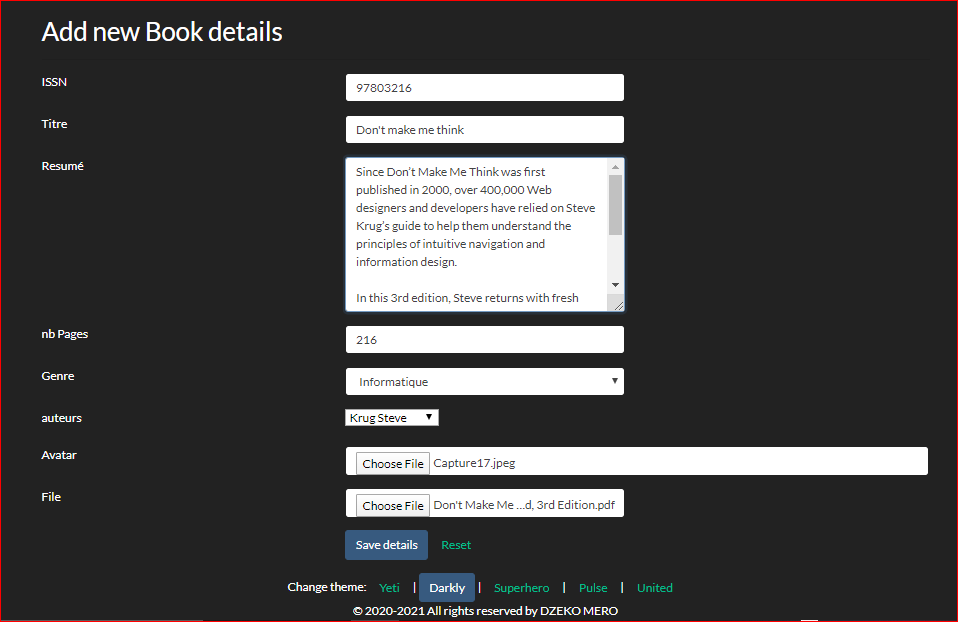 Add new Book details
ISSN
97803216
Titre
Don't make me think
Resumé
Since Don’t Make Me Think was first
published in 2000, over 400,000 Web
designers and developers have relied on Steve
Krug’s guide to help them understand the
principles of intuitive navigation and
information design.
In this 3rd edition, Steve returns with fresh
nb Pages
216
Genre
Informatique
auteurs
Krug Steve
Avatar
Choose File Capture17.jpeg
File
Choose File Don't Make Me ...d, 3rd Edition.pdf
Save details Reset
Change theme: Yeti | Darkly | Superhero | Pulse | United
© 2020-2021 All rights reserved by DZEKO MERO